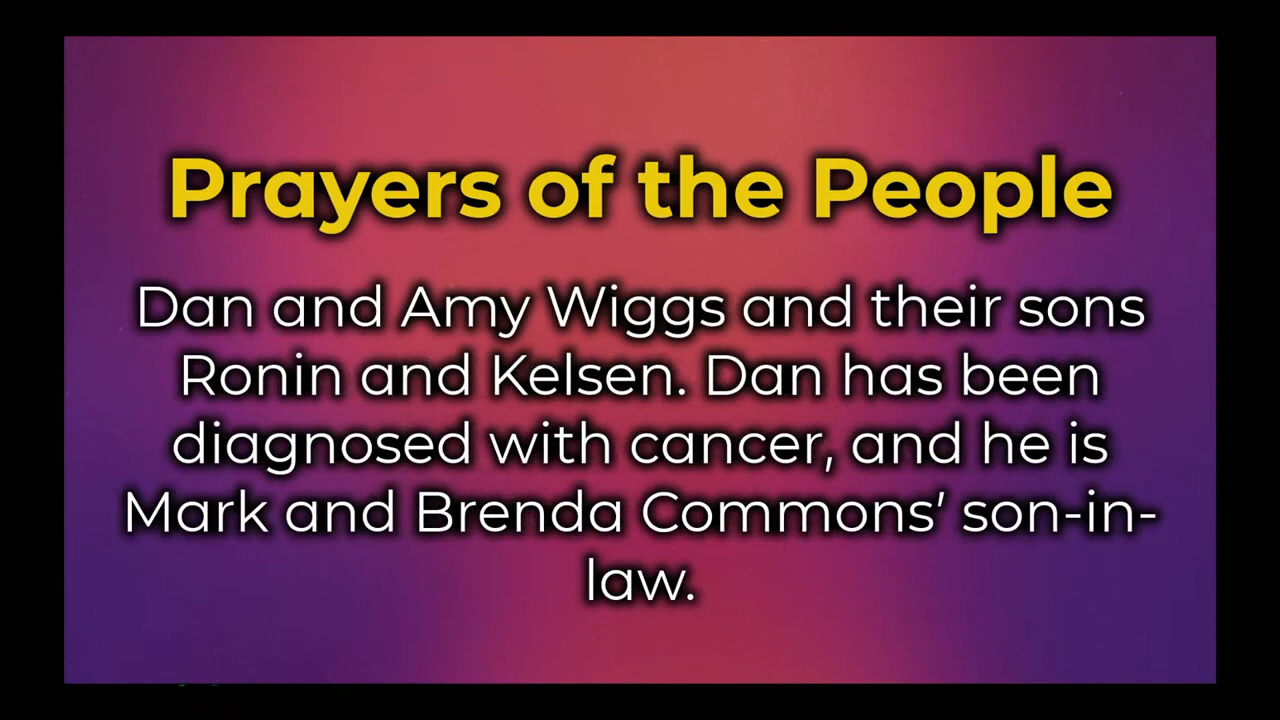 Prayers of the People
Dan and Amy Wiggs and their sons
Ronin and Kelsen. Dan has been
diagnosed with cancer, and he is
Mark and Brenda Commons’ son-in-
law.